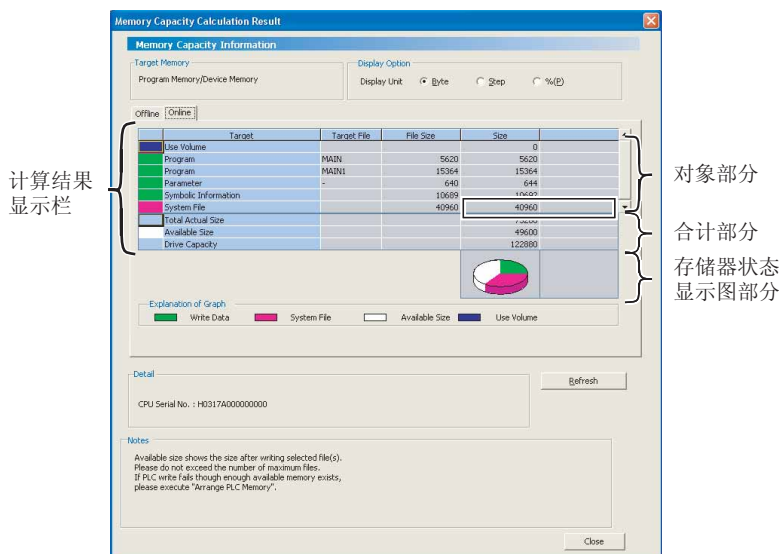 Memory Capacity Calculation Result
Memory Capacity Information
Target Memory
Program Memory/Device Memory
Display Option
Display Unit Byte Step %(P)
Offline Online
Target Target File File Size Size
Use Volume 0
Program MAIN 5620 5620
Program MAIN1 15364 15364
Parameter - 640 644
Symbolic Information 10689 10692
System File 40960 40960
Total Actual Size
Available Size 49600
Drive Capacity 122880
Explanation of Graph
Write Data System File Available Size Use Volume
Detail
CPU Serial No. : H0317A000000000
Refresh
Notes
Available size shows the size after writing selected file(s).
Please do not exceed the number of maximum files.
If PLC write fails though enough available memory exists,
please execute "Arrange PLC Memory".
Close
计算结果
显示栏
对象部分
合计部分
存储器状态
显示图部分